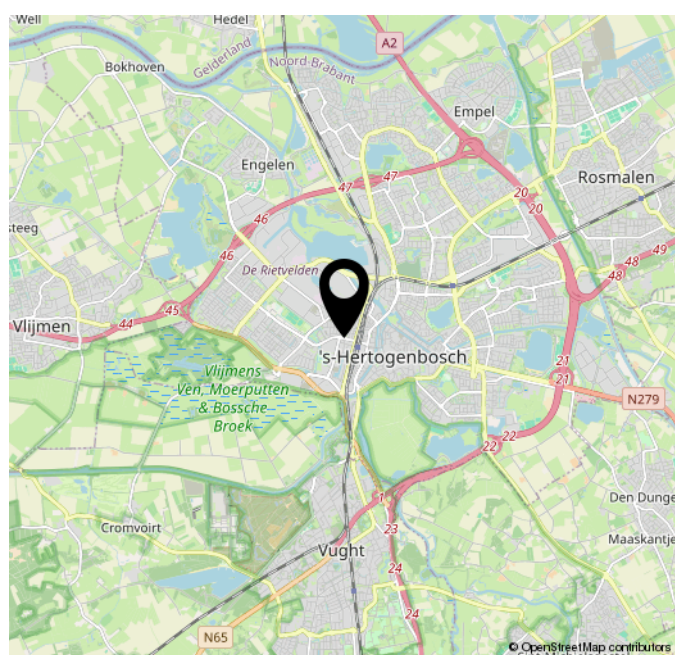 Well
Hedel
A2
Gelderland
Noord-Brabant
Bokhoven
Empel
Engelen
Rosmalen
47
47
20
20
steeg
46
46
49
48
48
De Rietvelden
45
44
Vlijmen
's-Hertogenbosch
21
21
Vlijmens
Ven, Moerputten
& Bossche
Broek
N279
22
22
1
Den Dunge
23
Cromvoirt
Maaskantje
Vught
24
24
N65
© OpenStreetMap contributors